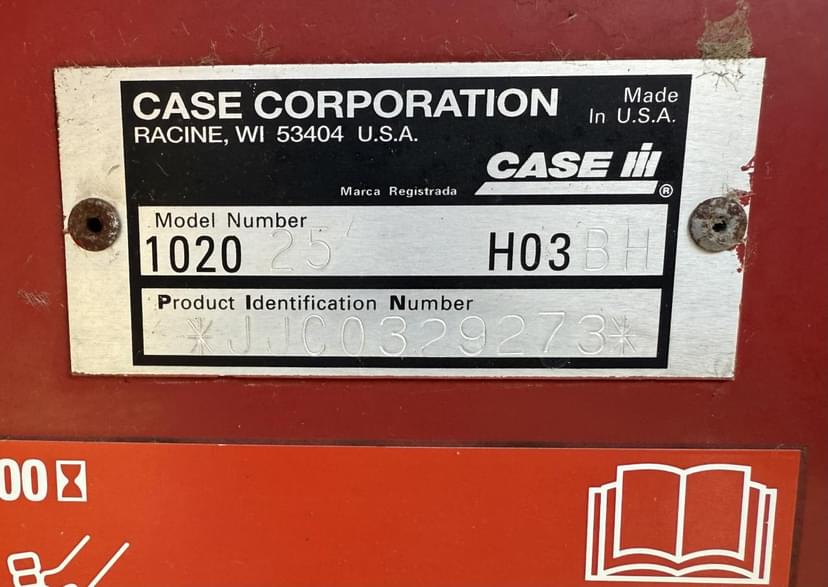 CASE CORPORATION
Made
In U.S.A.
RACINE, WI 53404 U.S.A.
CASE IH
®
Marca Registrada
Model Number
1020 25' H03 BH
Product Identification Number
*JJC0329273*
00